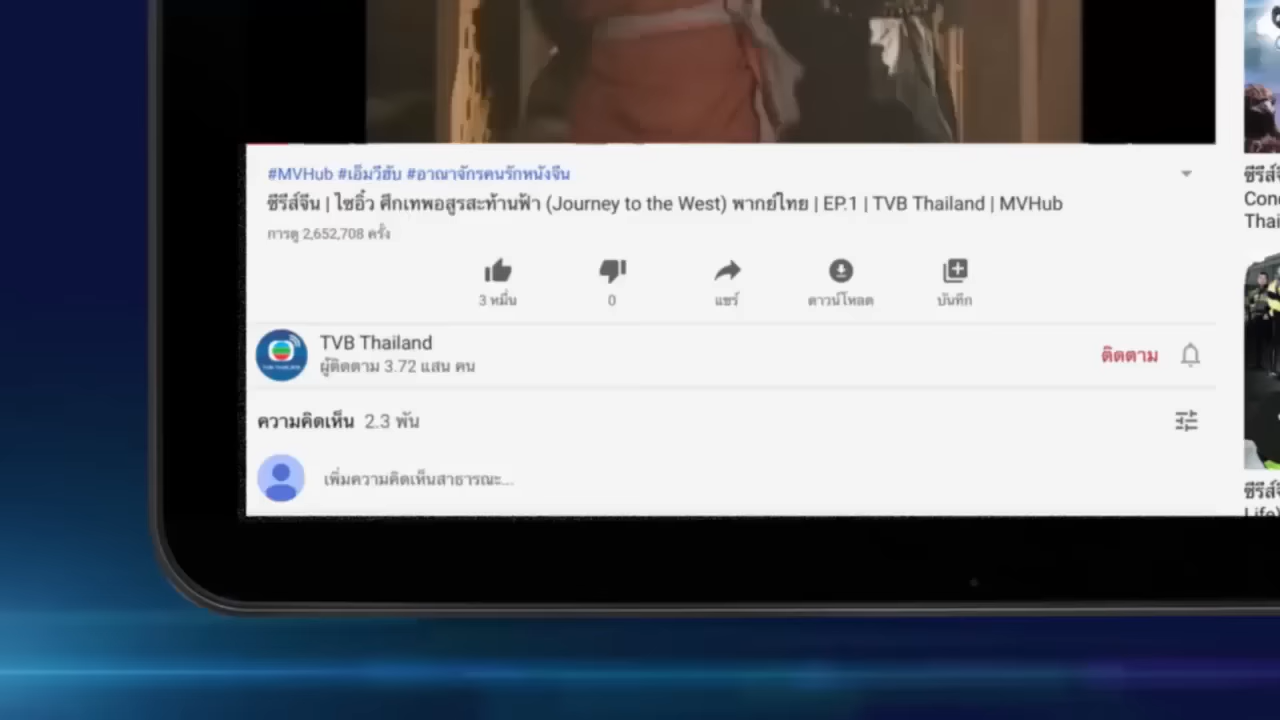 #MVHub #เอ็มวีฮับ #อาณาจักรคนรักหนังจีน
ซีรีส์จีน | ไซอิ๋ว ศึกเทพอสูรสะท้านฟ้า (Journey to the West) พากย์ไทย | EP.1 | TVB Thailand | MVHub
การดู 2,652,708 ครั้ง
3 หมื่น
0
แชร์
ดาวน์โหลด
บันทึก
TVB Thailand
ผู้ติดตาม 3.72 แสน คน
ติดตาม
ความคิดเห็น 2.3 พัน
เพิ่มความคิดเห็นสาธารณะ...
ซีรีส์
Thai